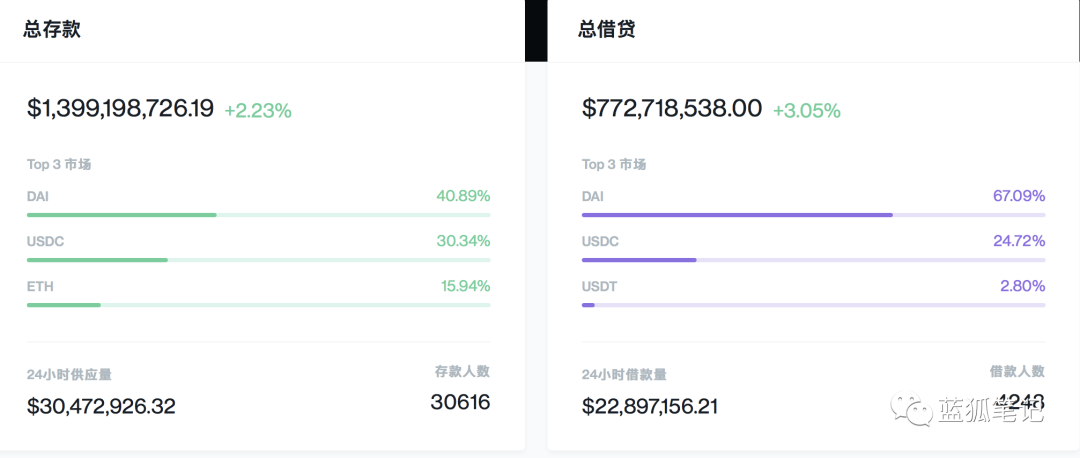 总存款
$1,399,198,726.19 +2.23%
Top 3 市场
DAI 40.89%
USDC 30.34%
ETH 15.94%
24小时供应量 存款人数
$30,472,926.32 30616
总借贷
$772,718,538.00 +3.05%
Top 3 市场
DAI 67.09%
USDC 24.72%
USDT 2.80%
24小时借款量 借款人数
$22,897,156.21 4248
蓝狐笔记